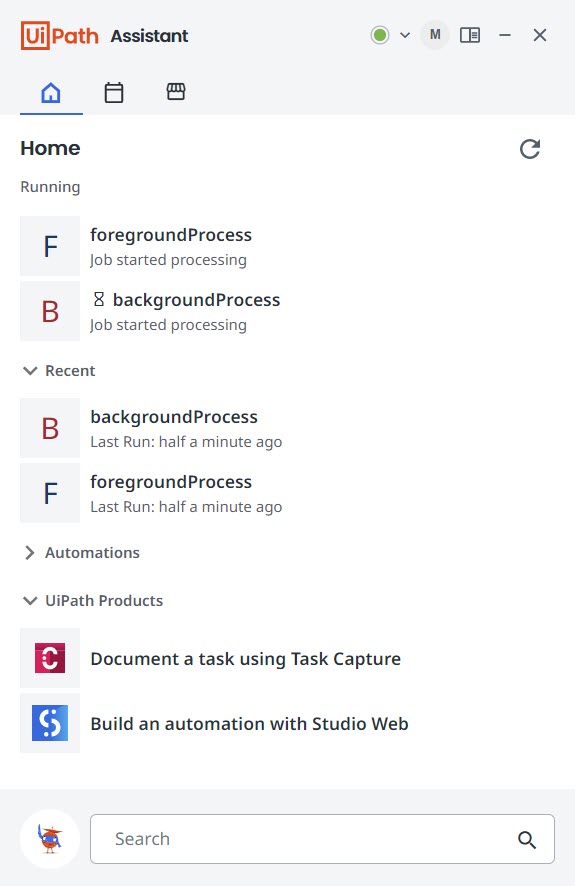 UiPath Assistant
M
Home
Running
F
foregroundProcess
Job started processing
B
backgroundProcess
Job started processing
Recent
B
backgroundProcess
Last Run: half a minute ago
F
foregroundProcess
Last Run: half a minute ago
Automations
UiPath Products
Document a task using Task Capture
Build an automation with Studio Web
Search